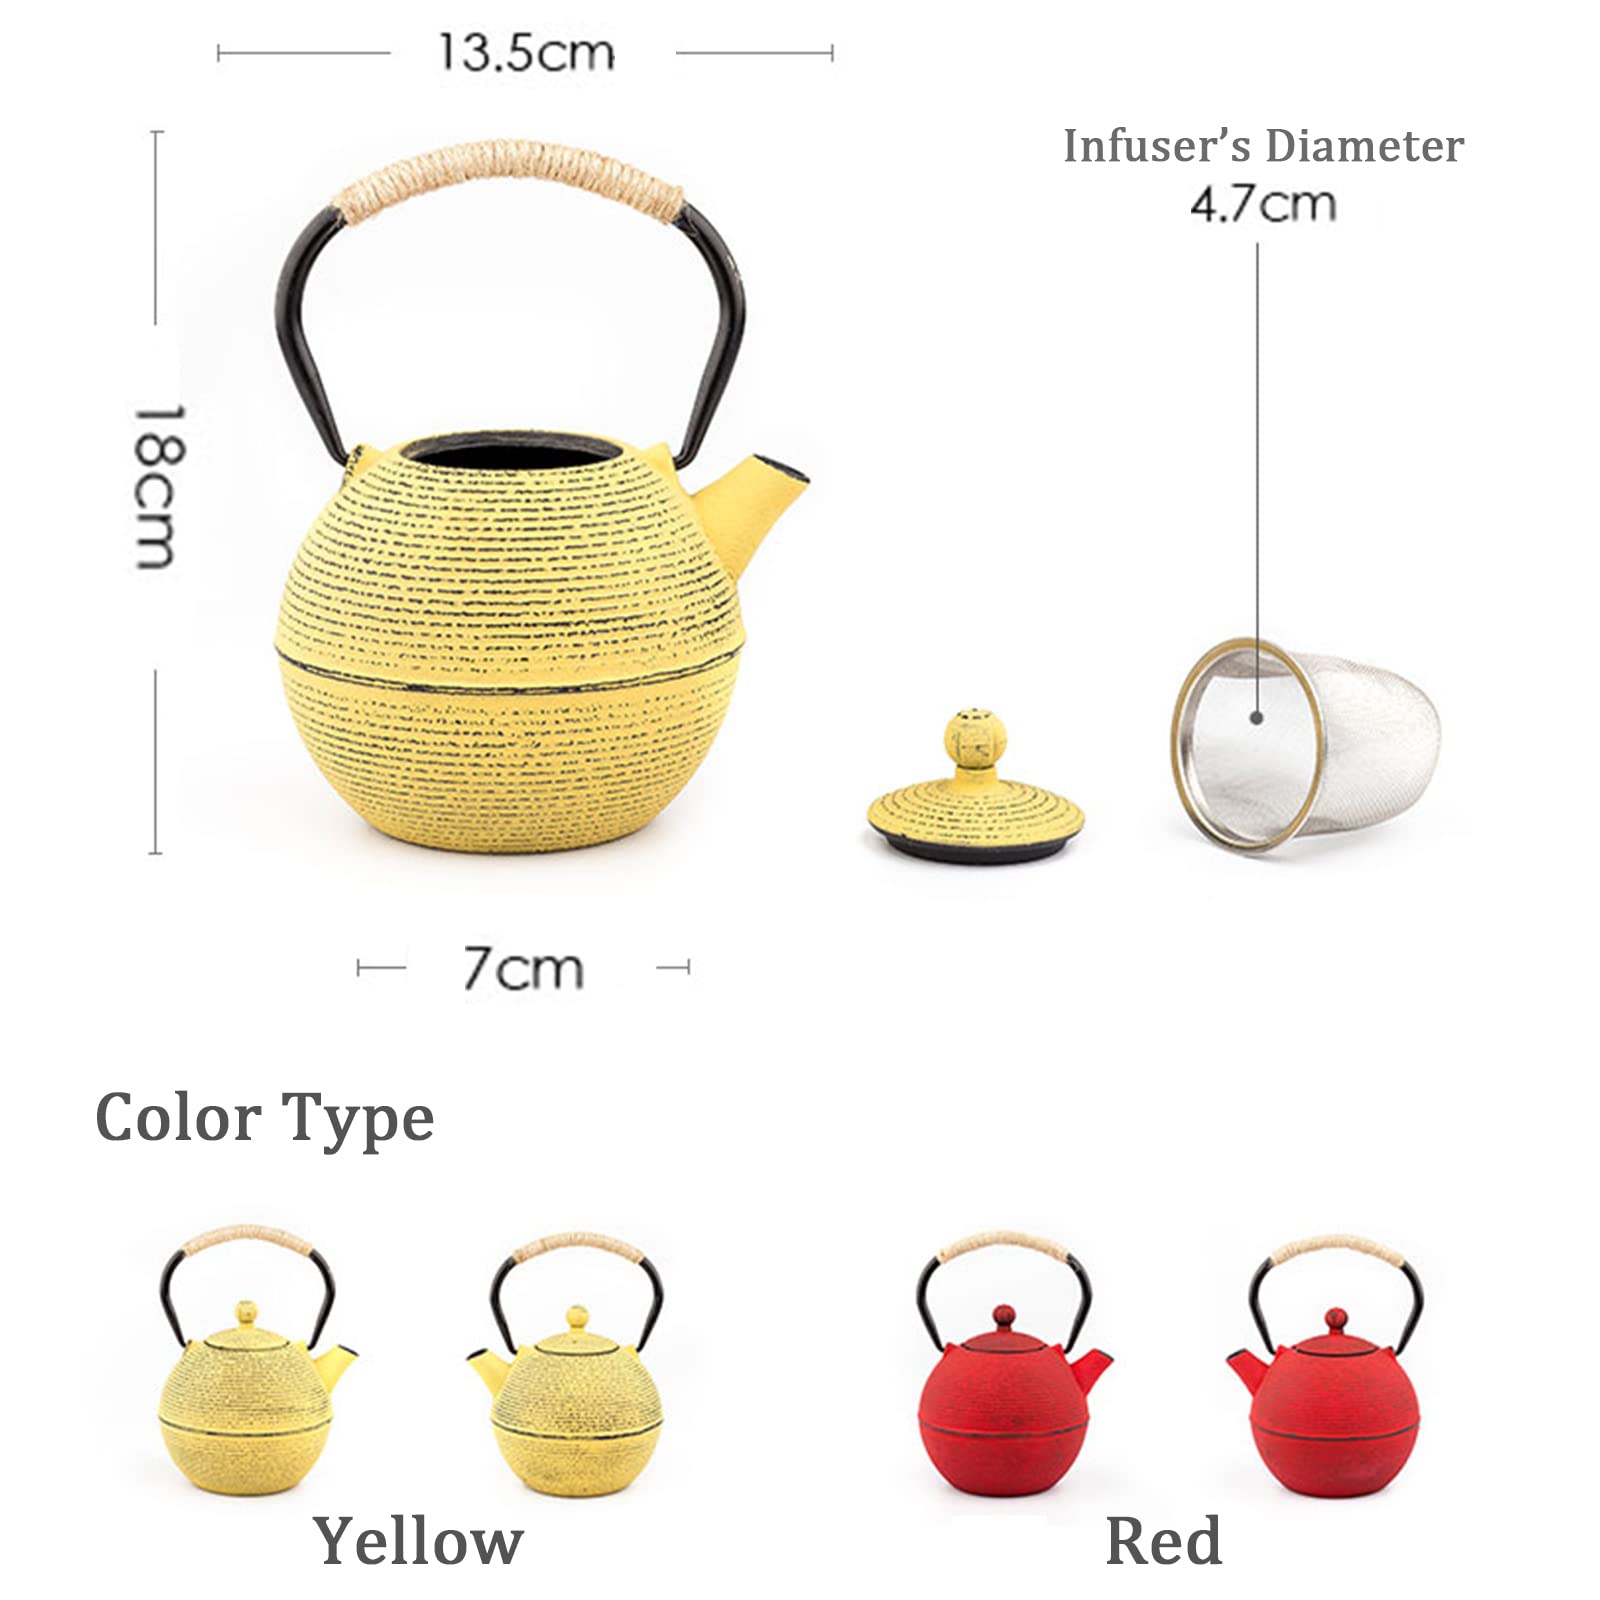 13.5cm
Infuser's Diameter
4.7cm
18cm
7cm
Color Type
Yellow
Red